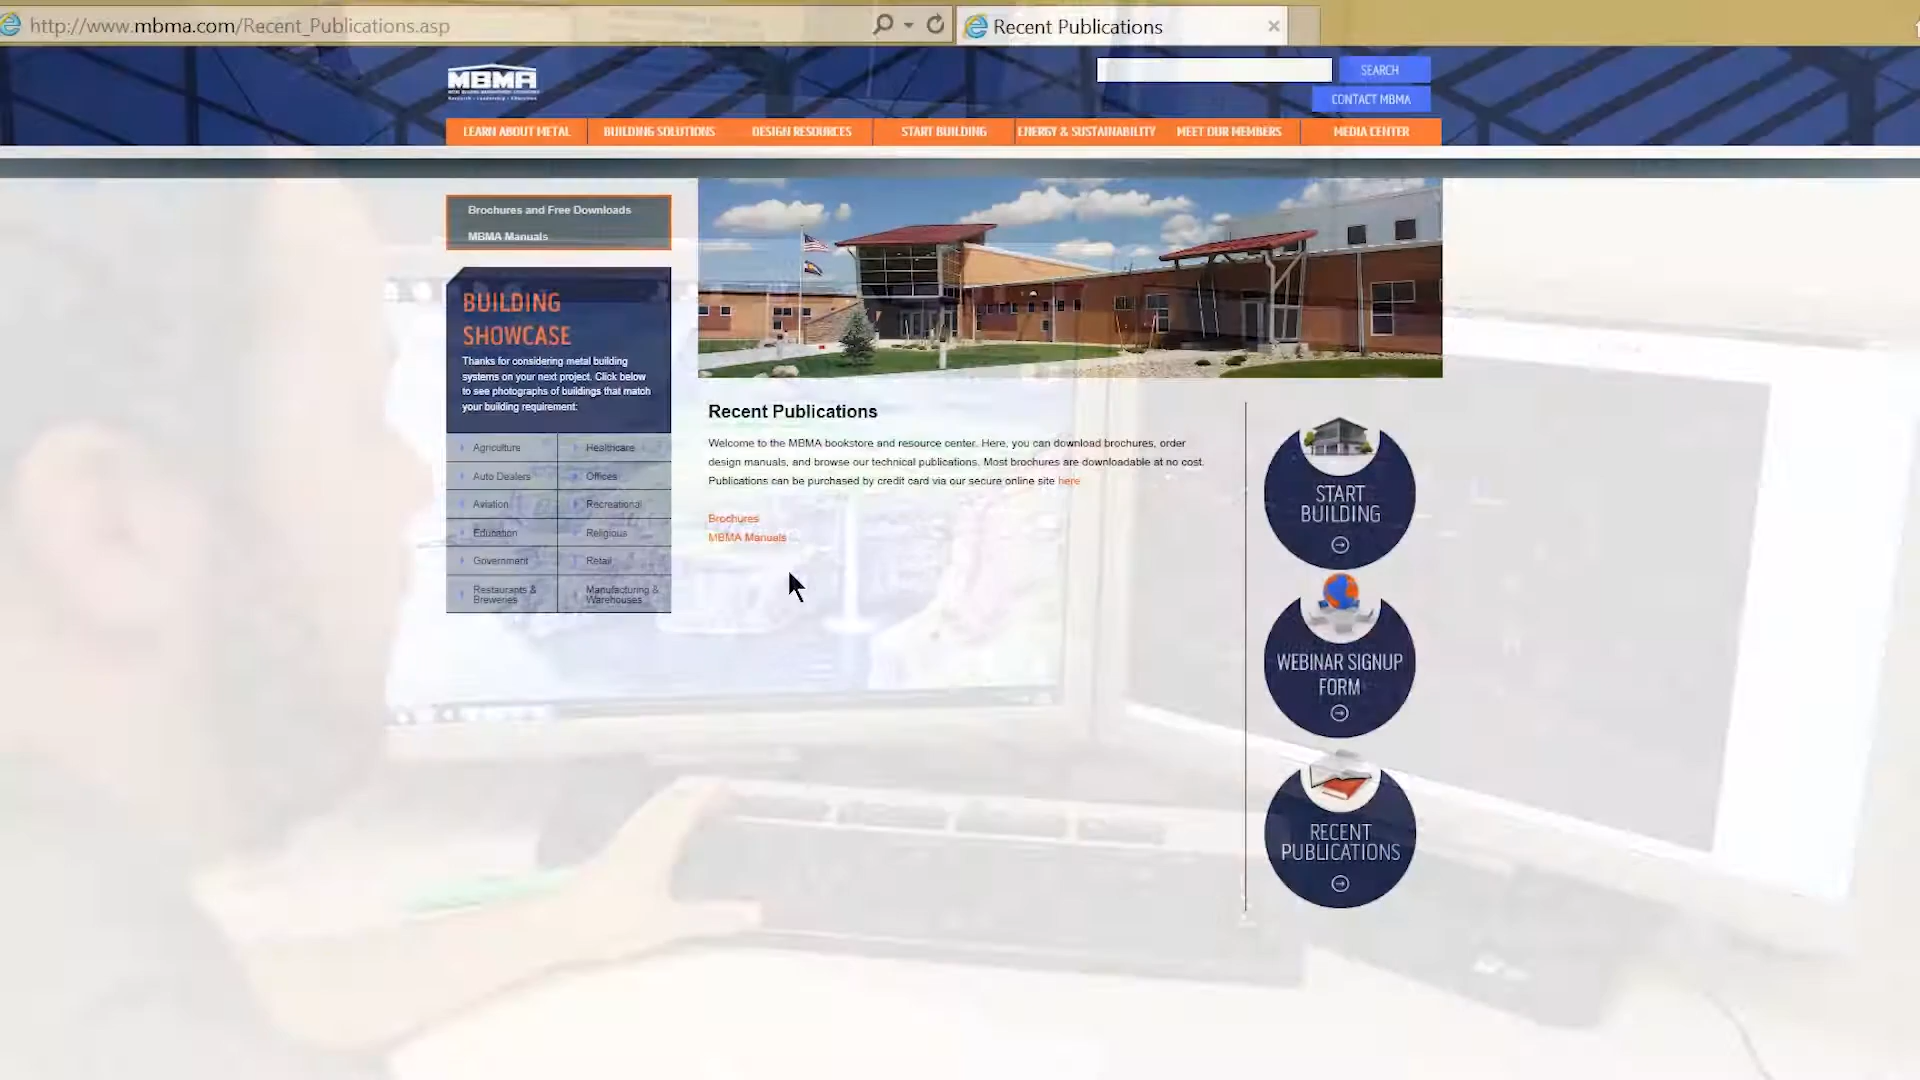 http://www.mbma.com/Recent_Publications.asp
Recent Publications
MBMA
SEARCH
CONTACT MBMA
LEARN ABOUT METAL
BUILDING SOLUTIONS
DESIGN RESOURCES
START BUILDING
ENERGY & SUSTAINABILITY
MEET OUR MEMBERS
MEDIA CENTER
Brochures and Free Downloads
MBMA Manuals
BUILDING
SHOWCASE
Thanks for considering metal building
systems on your next project. Click below
to see photographs of buildings that match
your building requirement:
Agriculture
Healthcare
Auto Dealers
Offices
Aviation
Recreational
Education
Religious
Government
Retail
Restaurants &
Breweries
Manufacturing &
Warehouses
Recent Publications
Welcome to the MBMA bookstore and resource center. Here, you can download brochures, order
design manuals, and browse our technical publications. Most brochures are downloadable at no cost.
Publications can be purchased by credit card via our secure online site here
Brochures
MBMA Manuals
START
BUILDING
WEBINAR SIGNUP
FORM
RECENT
PUBLICATIONS